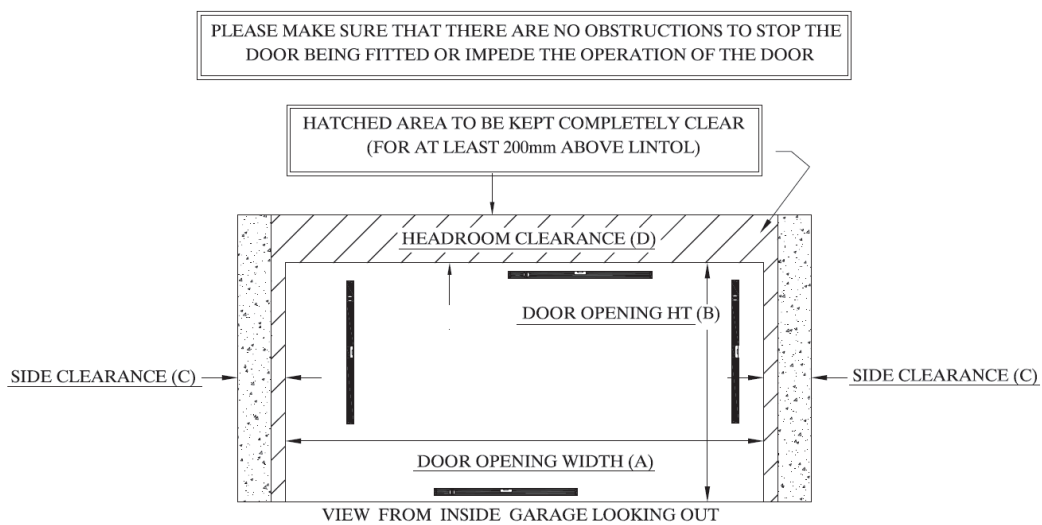 PLEASE MAKE SURE THAT THERE ARE NO OBSTRUCTIONS TO STOP THE
DOOR BEING FITTED OR IMPEDE THE OPERATION OF THE DOOR
HATCHED AREA TO BE KEPT COMPLETELY CLEAR
(FOR AT LEAST 200mm ABOVE LINTOL)
HEADROOM CLEARANCE (D)
DOOR OPENING HT (B)
SIDE CLEARANCE (C)
SIDE CLEARANCE (C)
DOOR OPENING WIDTH (A)
VIEW FROM INSIDE GARAGE LOOKING OUT